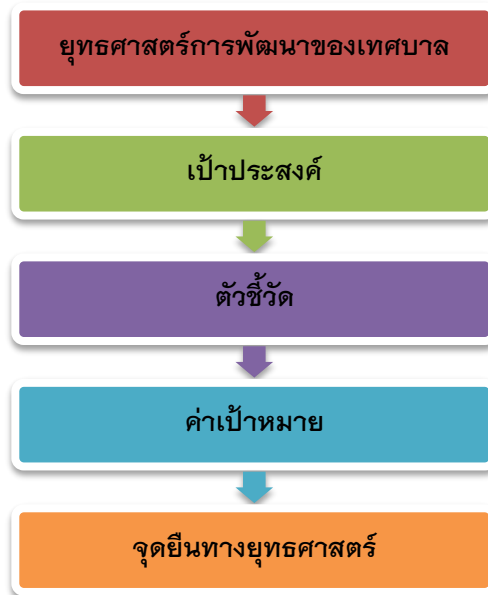 ยุทธศาสตร์การพัฒนาของเทศบาล
เป้าประสงค์
ตัวชี้วัด
ค่าเป้าหมาย
จุดยืนทางยุทธศาสตร์